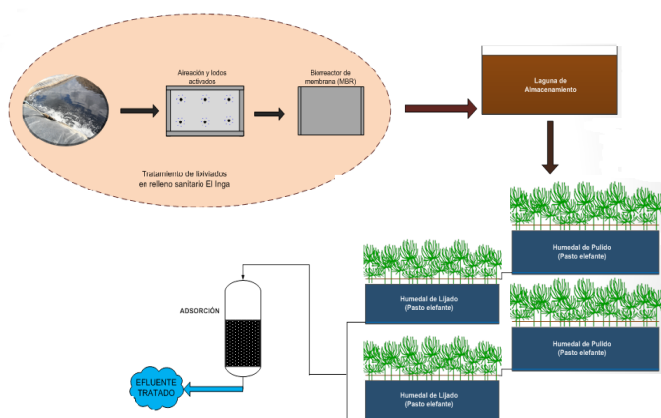 Aireación y lodos
activados
Biorreactor de
membrana (MBR)
Tratamiento de lixiviados
en relleno sanitario El Inga
Laguna de
Almacenamiento
Humedal de Pulido
(Pasto elefante)
Humedal de Lijado
(Pasto elefante)
Humedal de Pulido
(Pasto elefante)
Humedal de Lijado
(Pasto elefante)
ADSORCIÓN
EFLUENTE
TRATADO